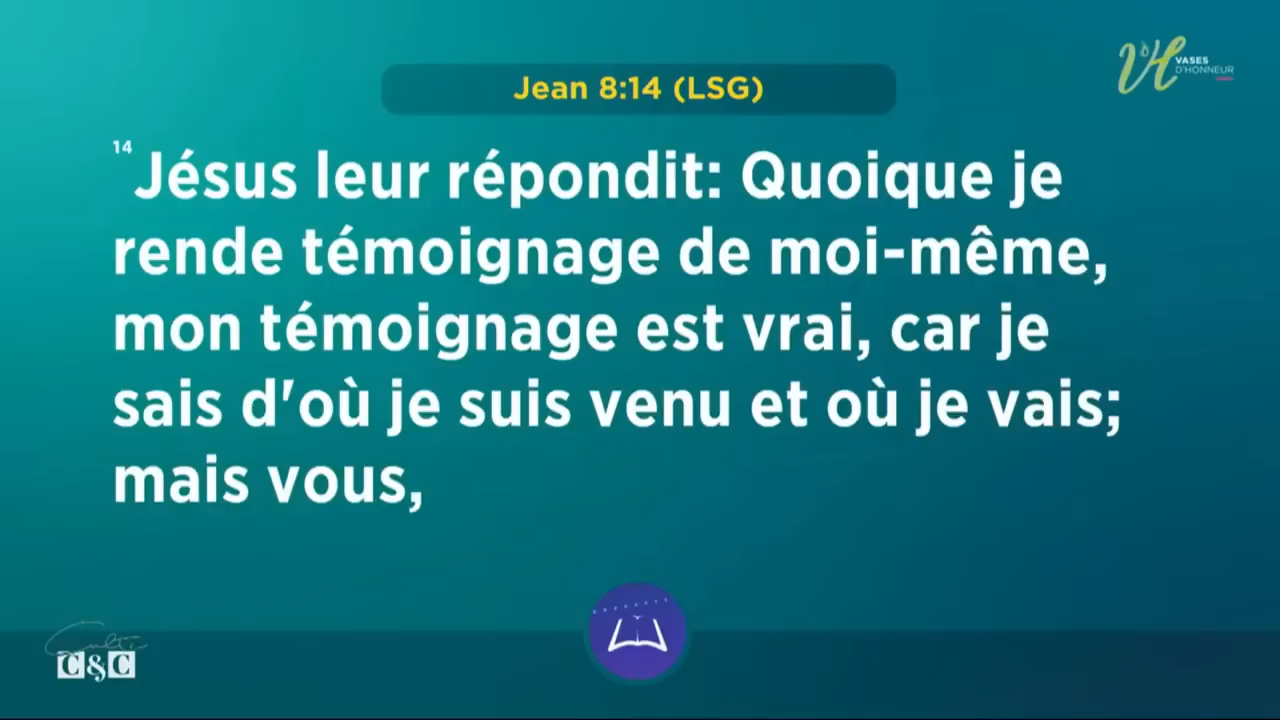 Jean 8:14 (LSG)
VASES
D'HONNEUR
14 Jésus leur répondit: Quoique je
rende témoignage de moi-même,
mon témoignage est vrai, car je
sais d'où je suis venu et où je vais;
mais vous,
C&C